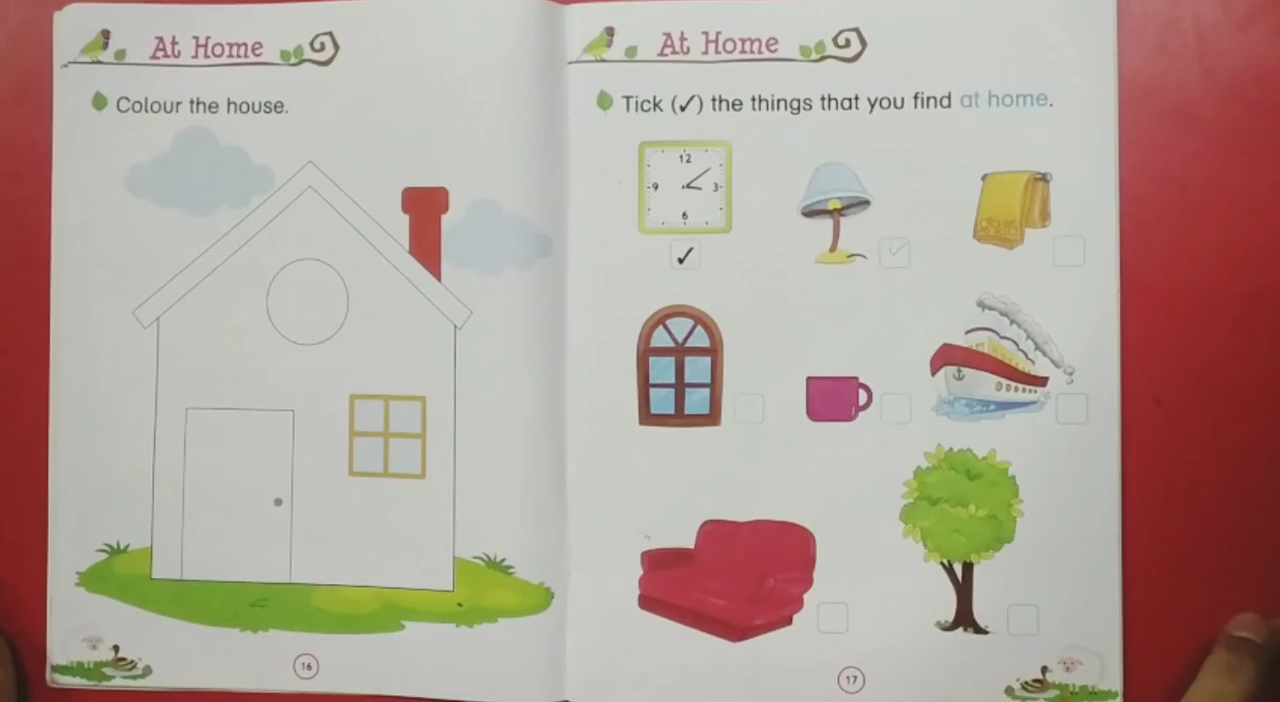 At Home
Colour the house.
16
At Home
Tick (✓) the things that you find at home.
12
9
3
6
17